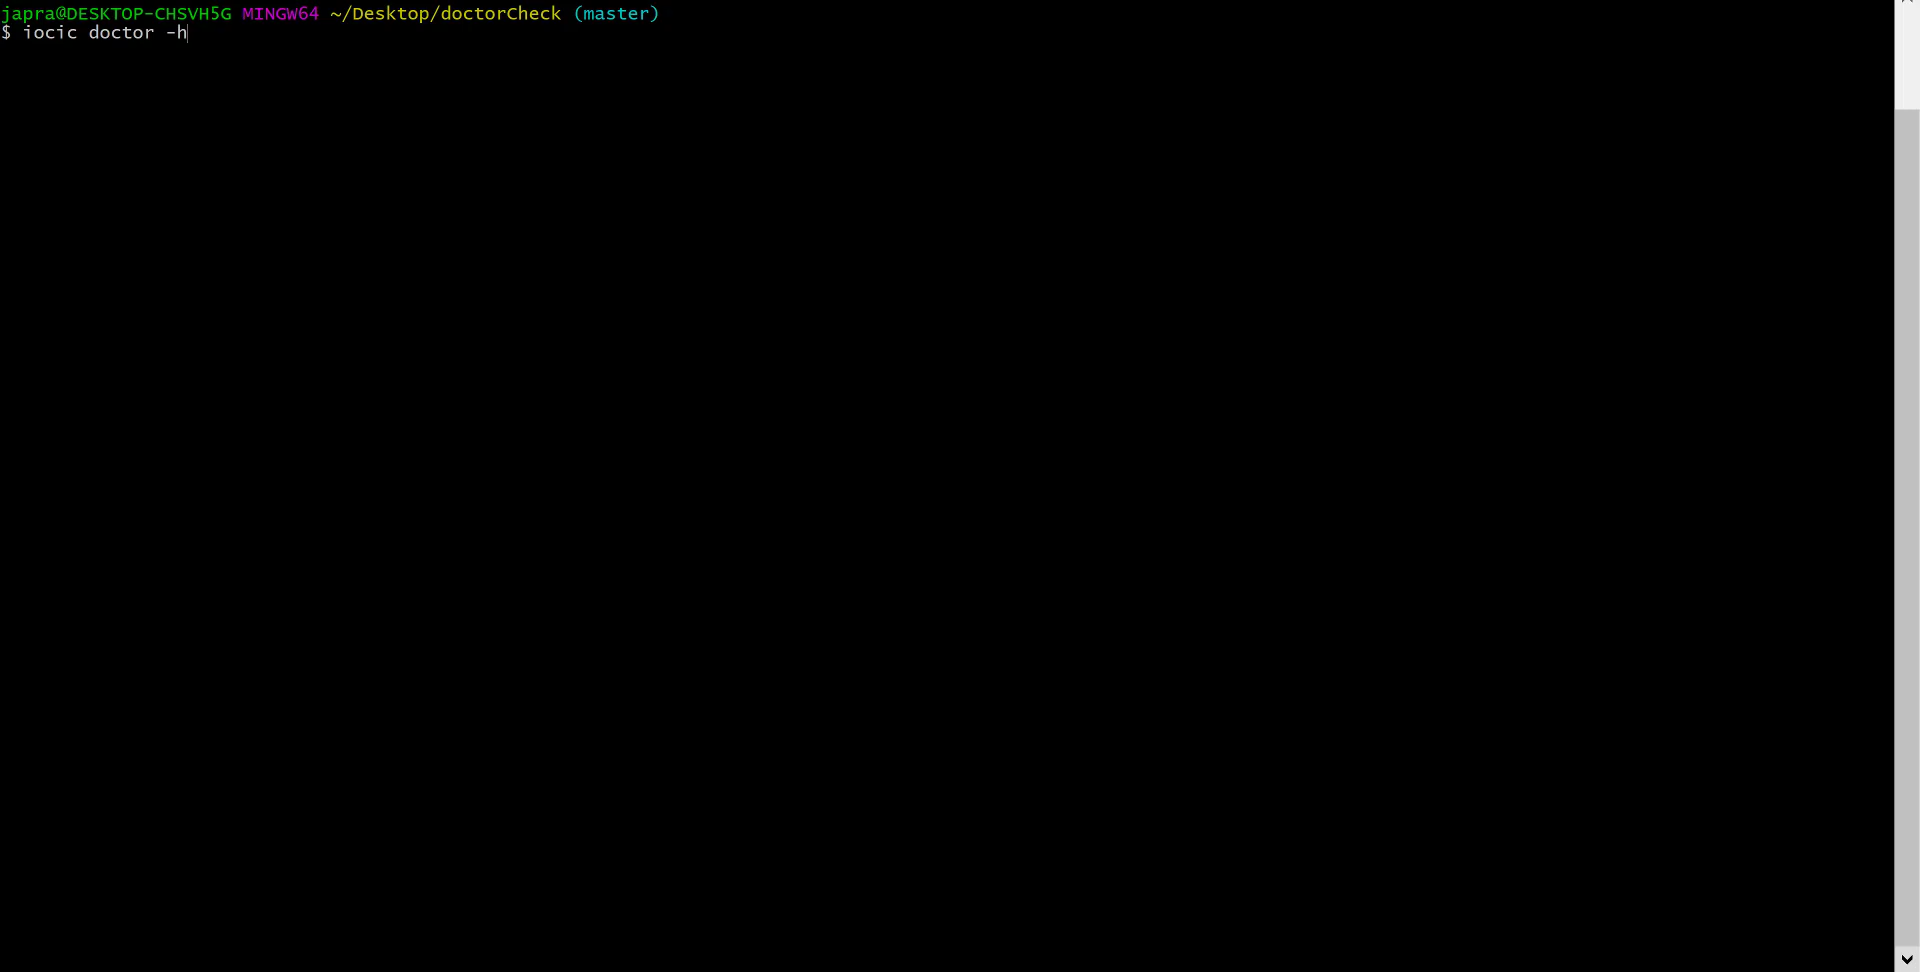 japra@DESKTOP-CHSVH5G MINGW64 ~/Desktop/doctorCheck (master)
$ iocic doctor -h